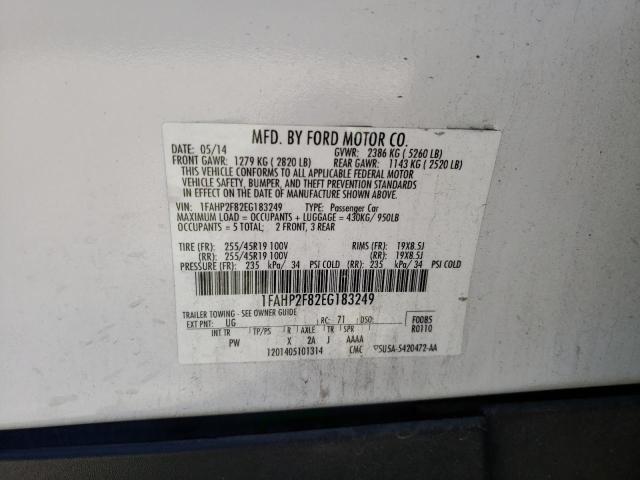 MFD. BY FORD MOTOR CO.
DATE: 05/14 GVWR: 2386 KG ( 5260 LB)
FRONT GAWR: 1279 KG ( 2820 LB) REAR GAWR: 1143 KG ( 2520 LB)
THIS VEHICLE CONFORMS TO ALL APPLICABLE FEDERAL MOTOR
VEHICLE SAFETY, BUMPER, AND THEFT PREVENTION STANDARDS
IN EFFECT ON THE DATE OF MANUFACTURE SHOWN ABOVE.
VIN: 1FAHP2F82EG183249 TYPE: Passenger Car
MAXIMUM LOAD = OCCUPANTS + LUGGAGE = 430KG/ 950LB
OCCUPANTS = 5 TOTAL; 2 FRONT, 3 REAR
TIRE (FR): 255/45R19 100V RIMS (FR): 19X8.5J
(RR): 255/45R19 100V (RR): 19X8.5J
PRESSURE (FR): 235 kPa/ 34 PSI COLD (RR): 235 kPa/ 34 PSI COLD
1FAHP2F82EG183249
TRAILER TOWING - SEE OWNER GUIDE
EXT PNT: UG RC: 71 DSO: F0085
INT TP/PS R AXLE TR SPR R0110
PW X 2A J AAAA
1201405101314 CMC 5USA-5420472-AA